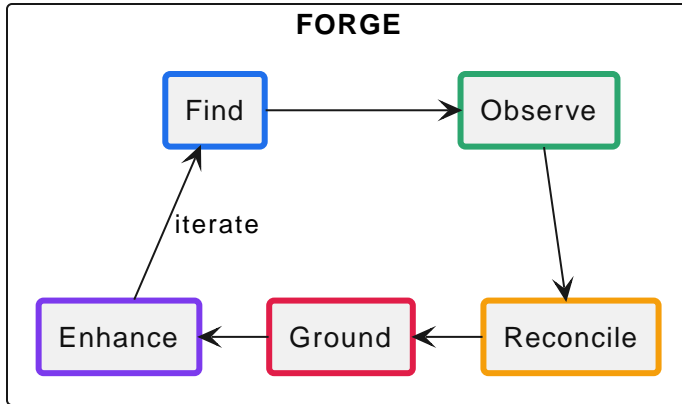 FORGE
Find
Observe
iterate
Enhance
Ground
Reconcile